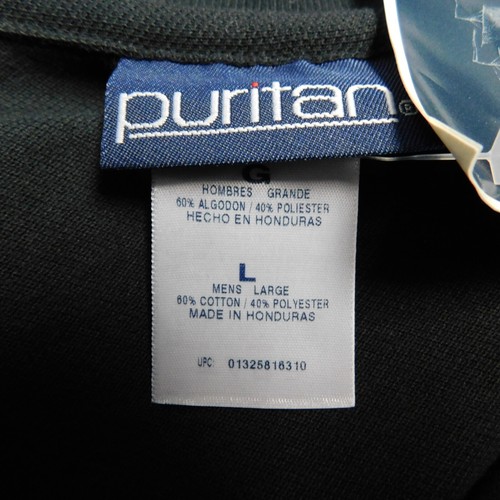 puritan®
G
HOMBRES GRANDE
60% ALGODON / 40% POLIESTER
HECHO EN HONDURAS
L
MENS LARGE
60% COTTON / 40% POLYESTER
MADE IN HONDURAS
UPC: 01325816310